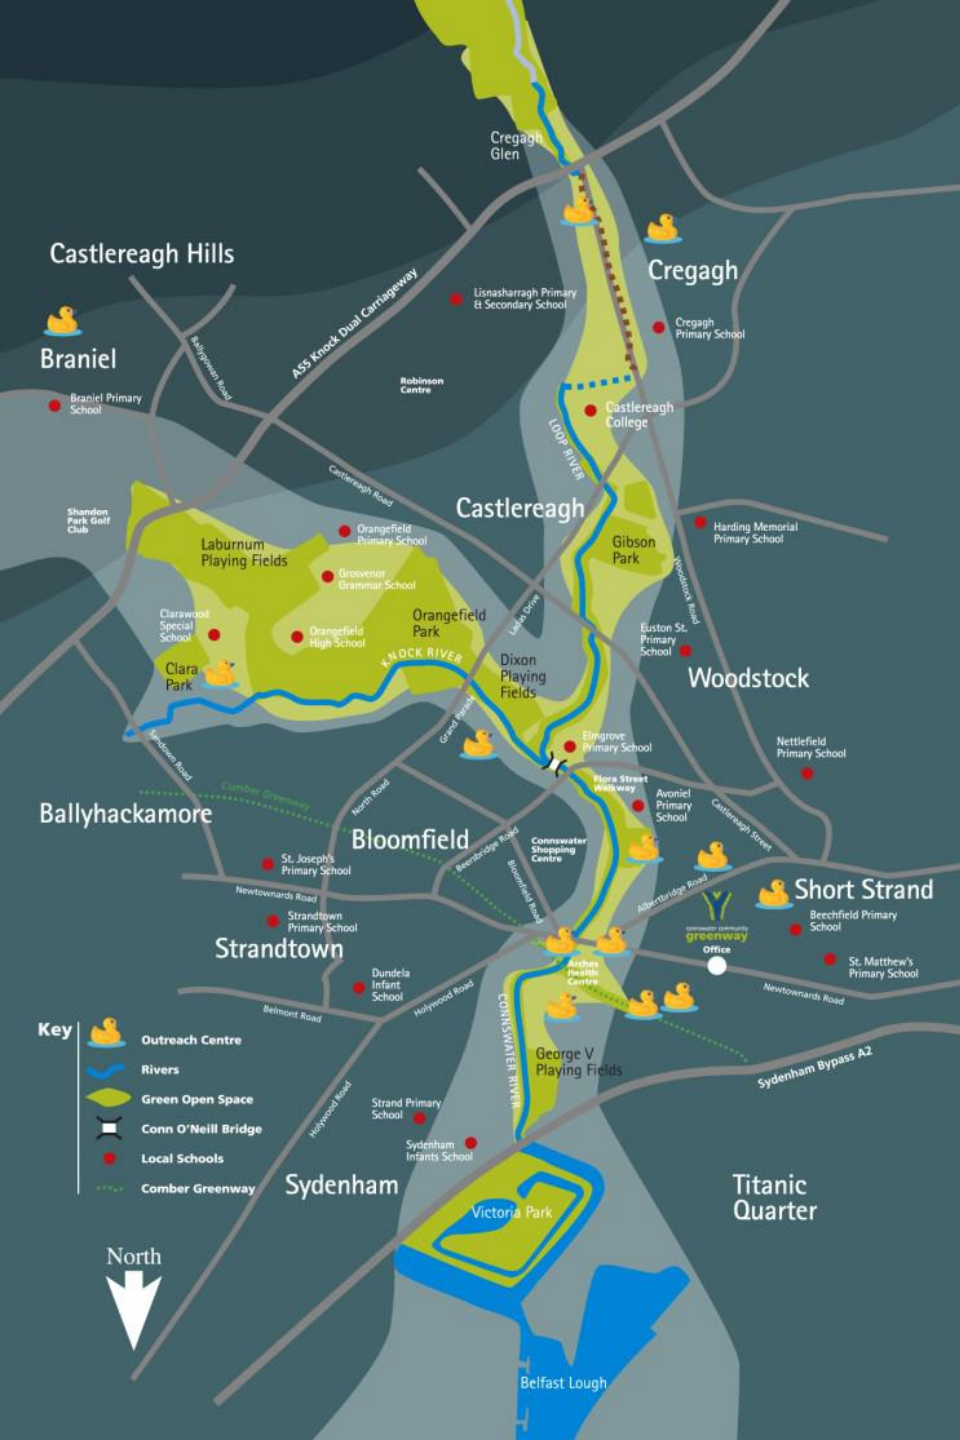 Cregagh
Glen
Castlereagh Hills
Cregagh
A55 Knock Dual Carriageway
Lisnasharragh Primary
& Secondary School
Cregagh
Primary School
Braniel
Ballygowan Road
Robinson
Centre
Braniel Primary
School
Castlereagh
College
LOOP RIVER
Castlereagh Road
Castlereagh
Shandon
Park Golf
Club
Orangefield
Primary School
Harding Memorial
Primary School
Laburnum
Playing Fields
Gibson
Park
Grosvenor
Grammar School
Woodstock Road
Ladas Drive
Clarawood
Special
School
Orangefield
High School
Orangefield
Park
Euston St.
Primary
School
KNOCK RIVER
Clara
Park
Dixon
Playing
Fields
Woodstock
Grand Parade
Sandown Road
Elmgrove
Primary School
Nettlefield
Primary School
Flora Street
Walkway
Comber Greenway
North Road
Avoniel
Primary
School
Ballyhackamore
Castlereagh Street
Bloomfield
Beersbridge Road
Connswater
Shopping
Centre
St. Joseph's
Primary School
Bloomfield Road
Albertbridge Road
Short Strand
Newtownards Road
Beechfield Primary
School
Strandtown
Primary School
connswater community
greenway
Office
Strandtown
St. Matthew's
Primary School
Arches
Health
Centre
Dundela
Infant
School
Holywood Road
Newtownards Road
Belmont Road
CONNSWATER RIVER
Key
Outreach Centre
Rivers
Green Open Space
Conn O'Neill Bridge
Local Schools
Comber Greenway
George V
Playing Fields
Sydenham Bypass A2
Holywood Road
Strand Primary
School
Sydenham
Infants School
Sydenham
Titanic
Quarter
Victoria Park
North
Belfast Lough